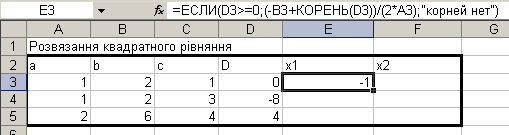 E3 fx =ЕСЛИ(D3>=0;(-B3+КОРЕНЬ(D3))/(2*A3);"корней нет")
A B C D E F G
1 Розвязання квадратного рівняння
2 a b c D x1 x2
3 1 2 1 0 -1
4 1 2 3 -8
5 2 6 4 4